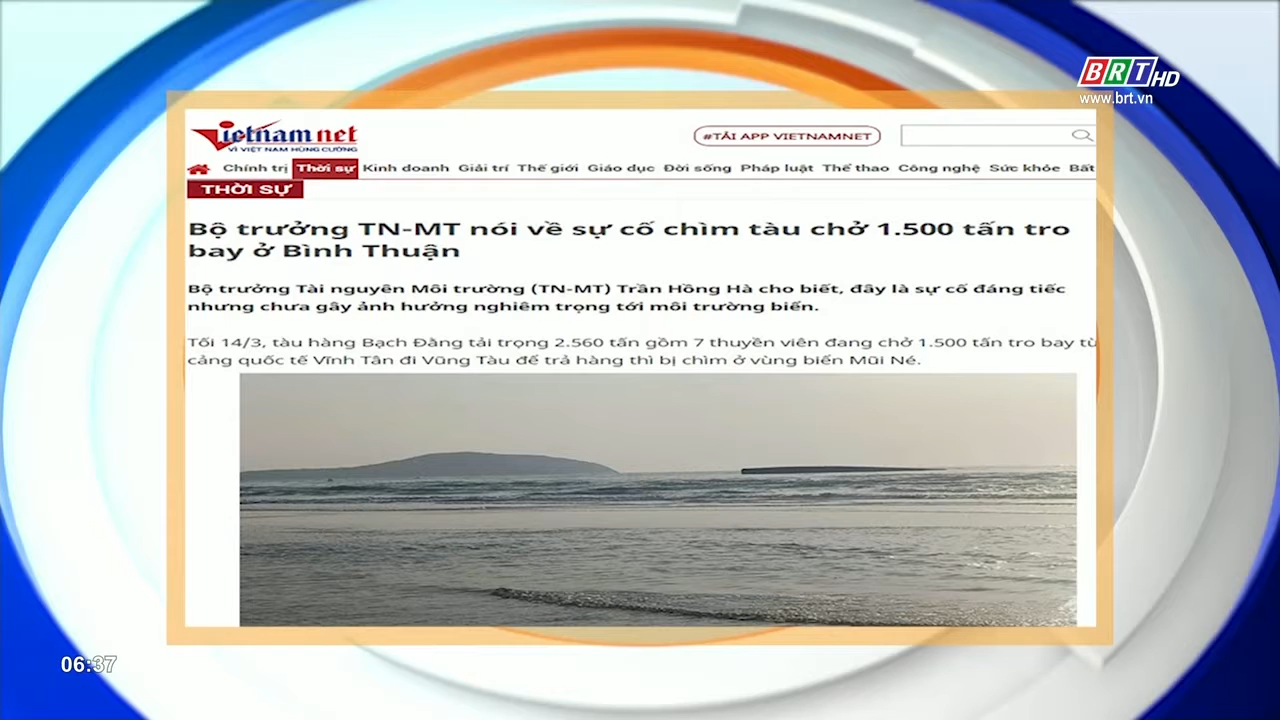 BRT HD
www.brt.vn
Vietnamnet
VÌ VIỆT NAM HÙNG CƯỜNG
#TẢI APP VIETNAMNET
Chính trị Thời sự Kinh doanh Giải trí Thế giới Giáo dục Đời sống Pháp luật Thể thao Công nghệ Sức khỏe Bất
THỜI SỰ
Bộ trưởng TN-MT nói về sự cố chìm tàu chở 1.500 tấn tro
bay ở Bình Thuận
Bộ trưởng Tài nguyên Môi trường (TN-MT) Trần Hồng Hà cho biết, đây là sự cố đáng tiếc
nhưng chưa gây ảnh hưởng nghiêm trọng tới môi trường biển.
Tối 14/3, tàu hàng Bạch Đằng tải trọng 2.560 tấn gồm 7 thuyền viên đang chở 1.500 tấn tro bay từ
cảng quốc tế Vĩnh Tân đi Vũng Tàu để trả hàng thì bị chìm ở vùng biển Mũi Né.
06:37